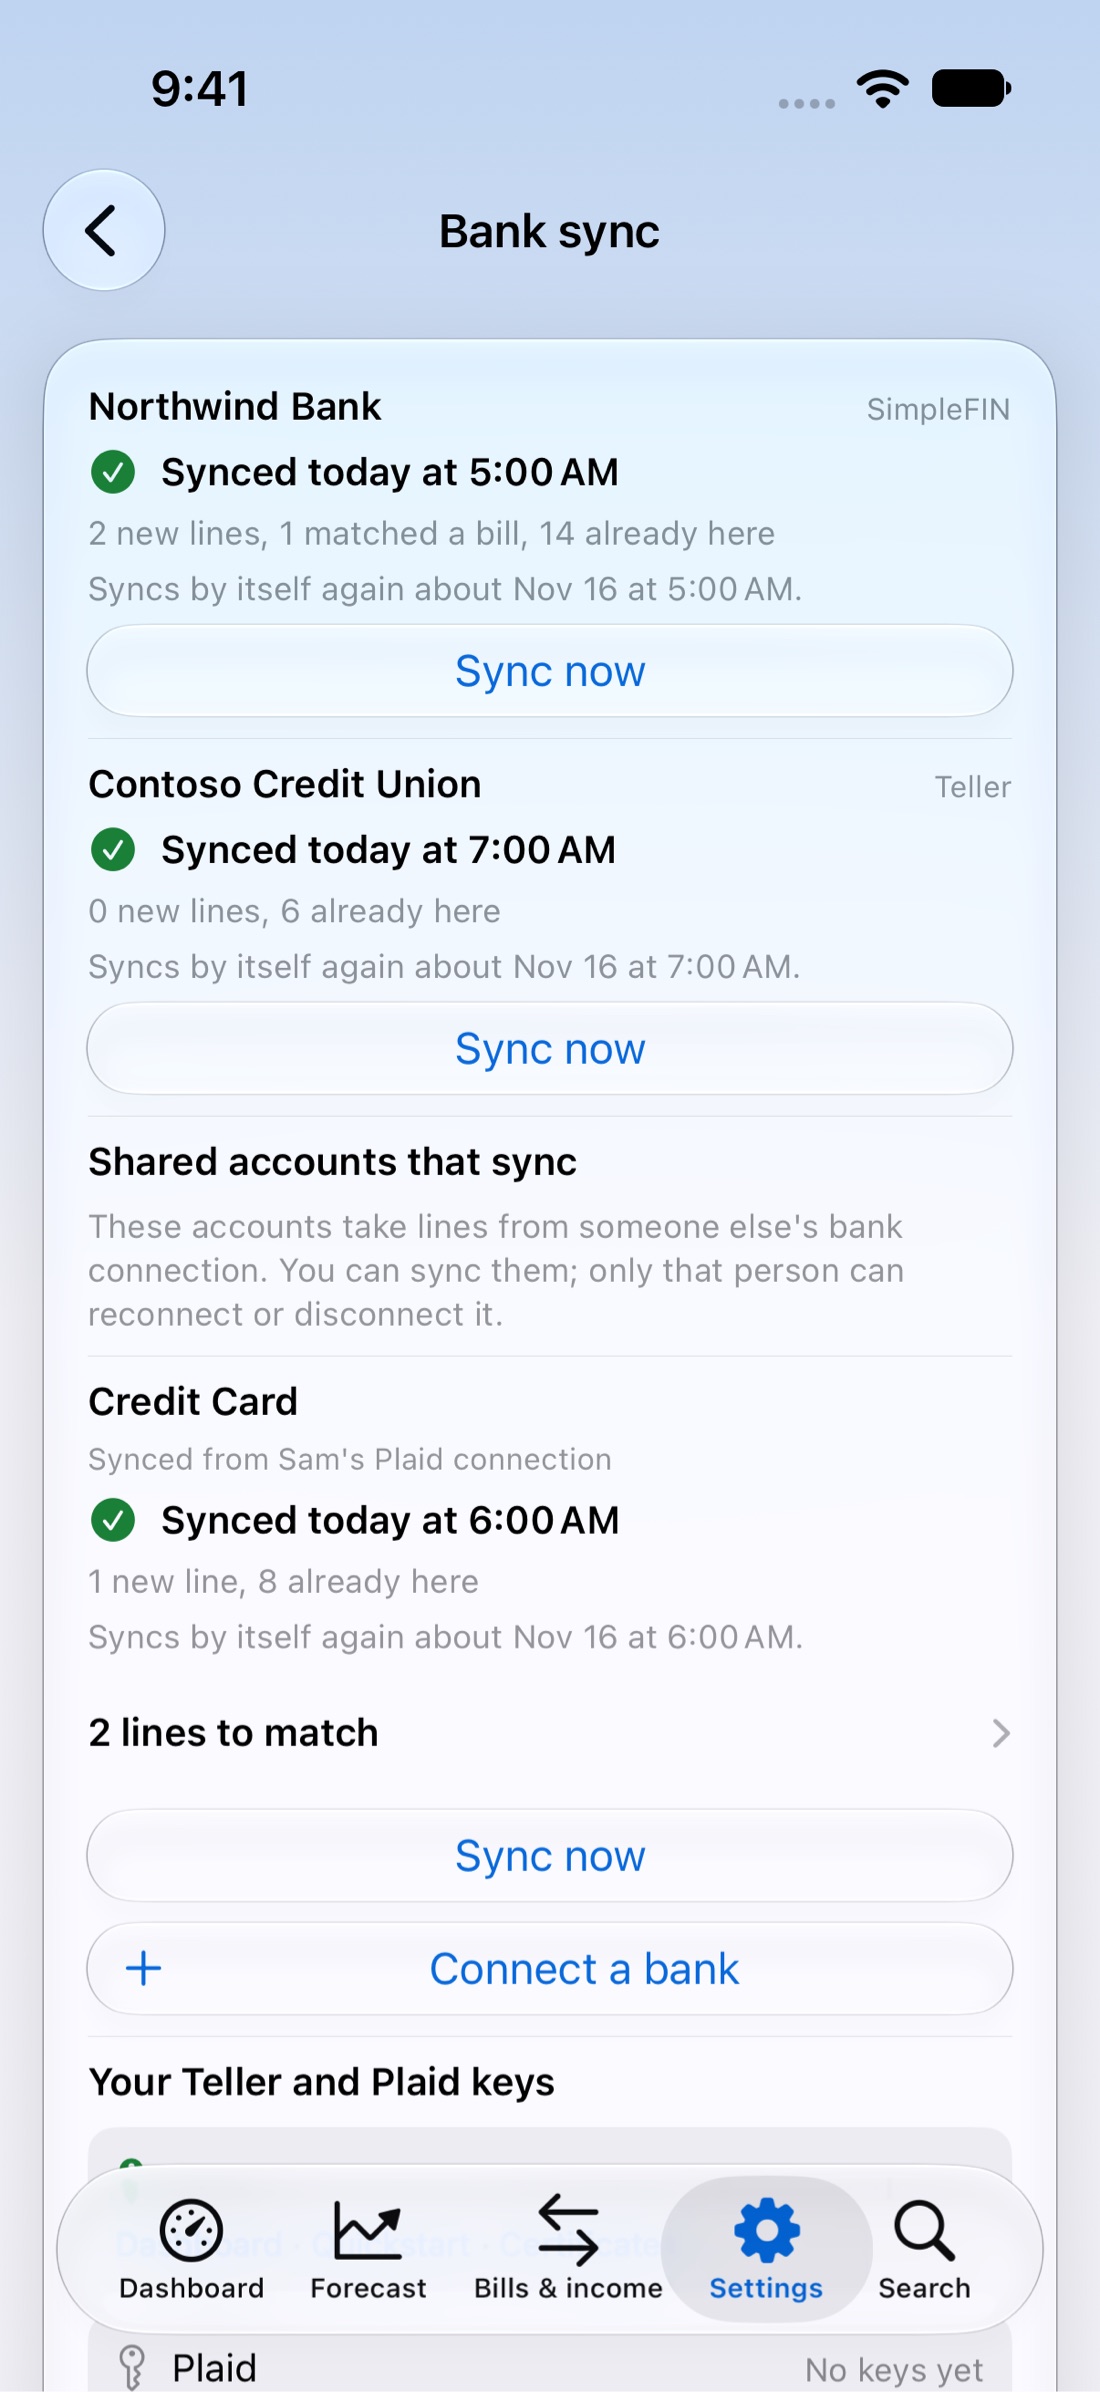 9:41
Bank sync
Northwind Bank
SimpleFIN
Synced today at 5:00 AM
2 new lines, 1 matched a bill, 14 already here
Syncs by itself again about Nov 16 at 5:00 AM.
Sync now
Contoso Credit Union
Teller
Synced today at 7:00 AM
0 new lines, 6 already here
Syncs by itself again about Nov 16 at 7:00 AM.
Sync now
Shared accounts that sync
These accounts take lines from someone else's bank
connection. You can sync them; only that person can
reconnect or disconnect it.
Credit Card
Synced from Sam's Plaid connection
Synced today at 6:00 AM
1 new line, 8 already here
Syncs by itself again about Nov 16 at 6:00 AM.
2 lines to match
Sync now
Connect a bank
Your Teller and Plaid keys
Dashboard
Forecast
Bills & income
Settings
Search
Plaid
No keys yet